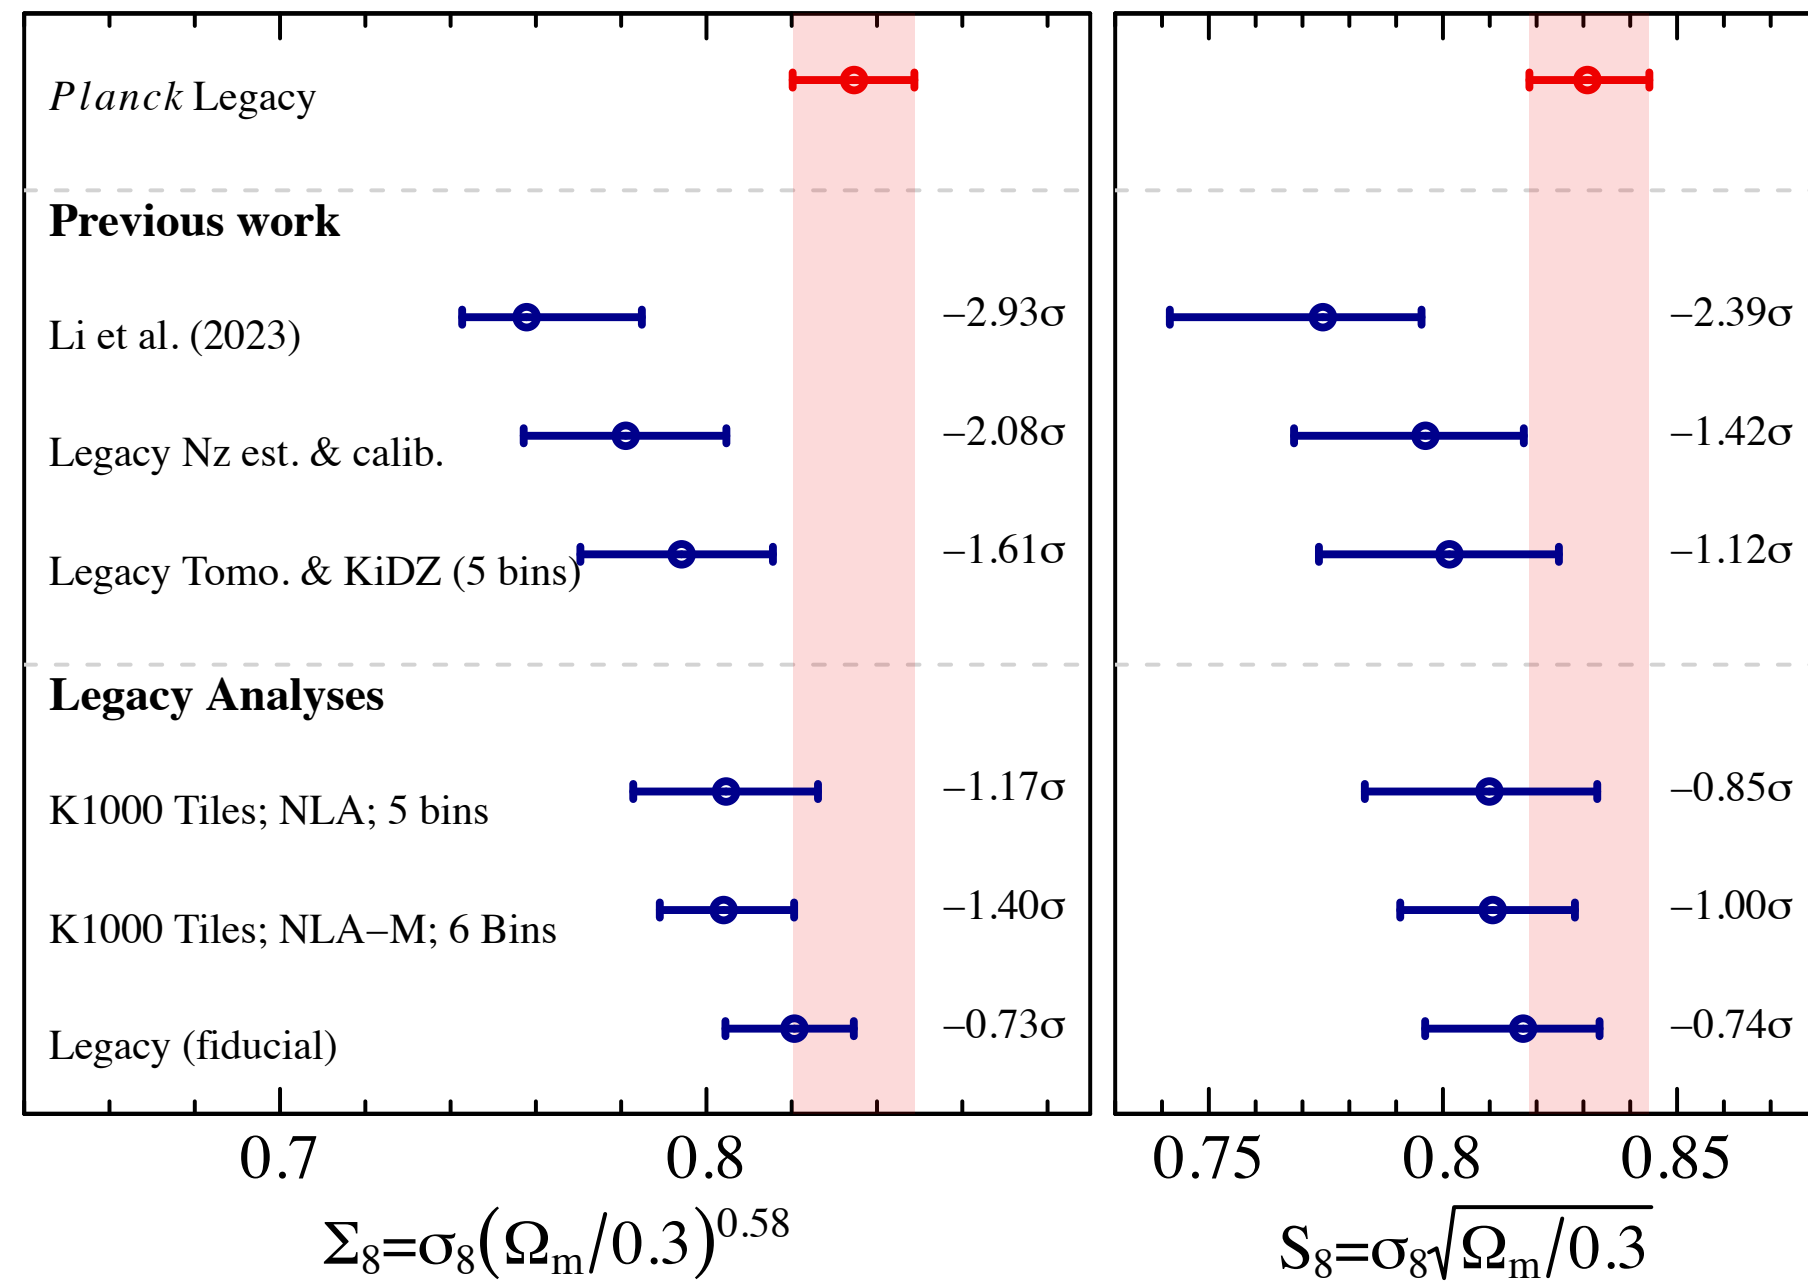 Planck Legacy
Previous work
Li et al. (2023) –2.93σ –2.39σ
Legacy Nz est. & calib. –2.08σ –1.42σ
Legacy Tomo. & KiDZ (5 bins) –1.61σ –1.12σ
Legacy Analyses
K1000 Tiles; NLA; 5 bins –1.17σ –0.85σ
K1000 Tiles; NLA–M; 6 Bins –1.40σ –1.00σ
Legacy (fiducial) –0.73σ –0.74σ
0.7 0.8 0.75 0.8 0.85
Σ₈=σ₈(Ωₘ/0.3)⁰·⁵⁸ S₈=σ₈√Ωₘ/0.3